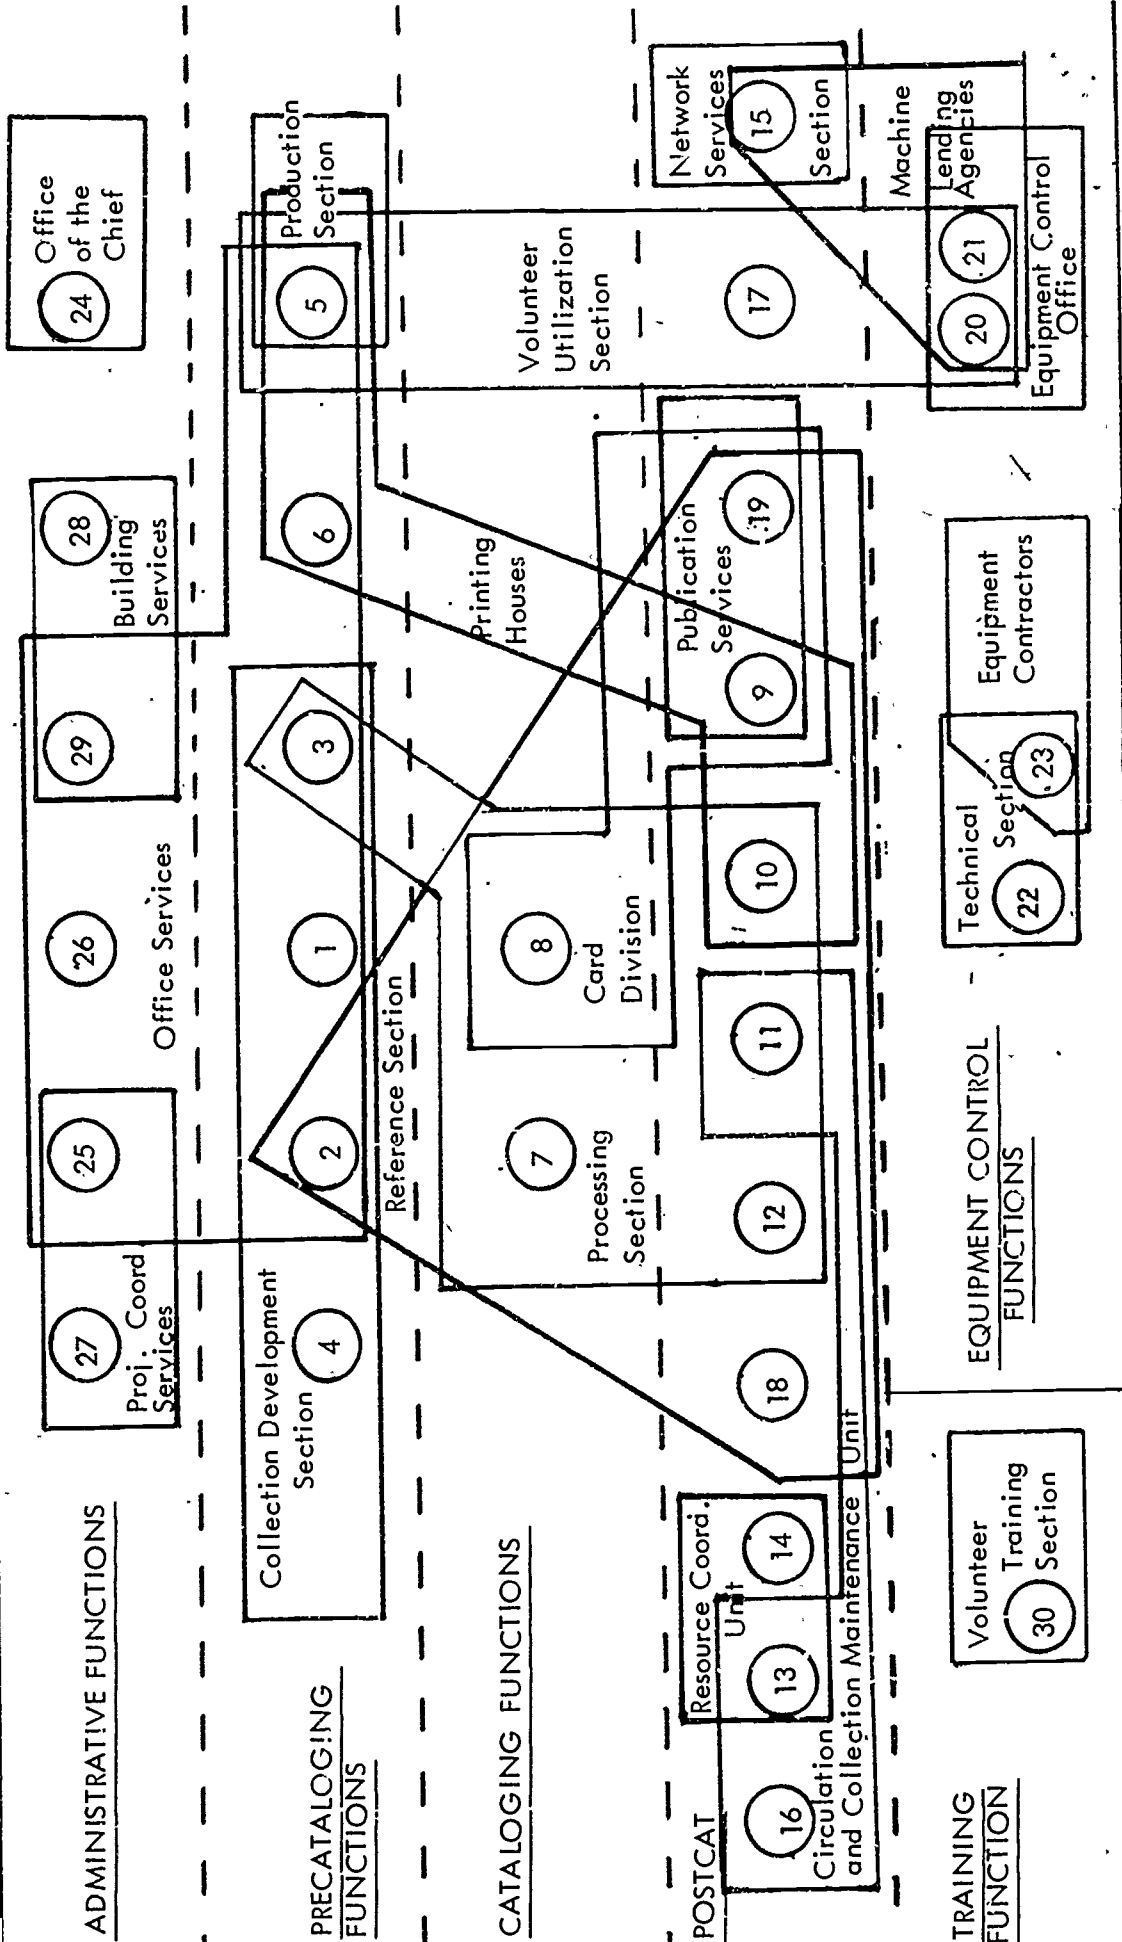 ADMINISTRATIVE FUNCTIONS
27
Proj. Coord
Services
25
26
Office Services
29
28
Building
Services
24
Office
of the
Chief
PRECATALOGING
FUNCTIONS
Collection Development
Section
4
2
1
3
6
5
Production
Section
Reference Section
CATALOGING FUNCTIONS
7
Processing
Section
8
Card
Division
Printing
Houses
Volunteer
Utilization
Section
POSTCAT
16
Circulation
and Collection Maintenance Unit
Resource Coord.
Unit
13
14
18
12
11
10
9
Publication
Services
19
17
Network
Services
15
Section
TRAINING
FUNCTION
Volunteer
Training
Section
30
EQUIPMENT CONTROL
FUNCTIONS
Technical
Section
22
23
Equipment
Contractors
Machine
Lending
Agencies
20
21
Equipment Control
Office